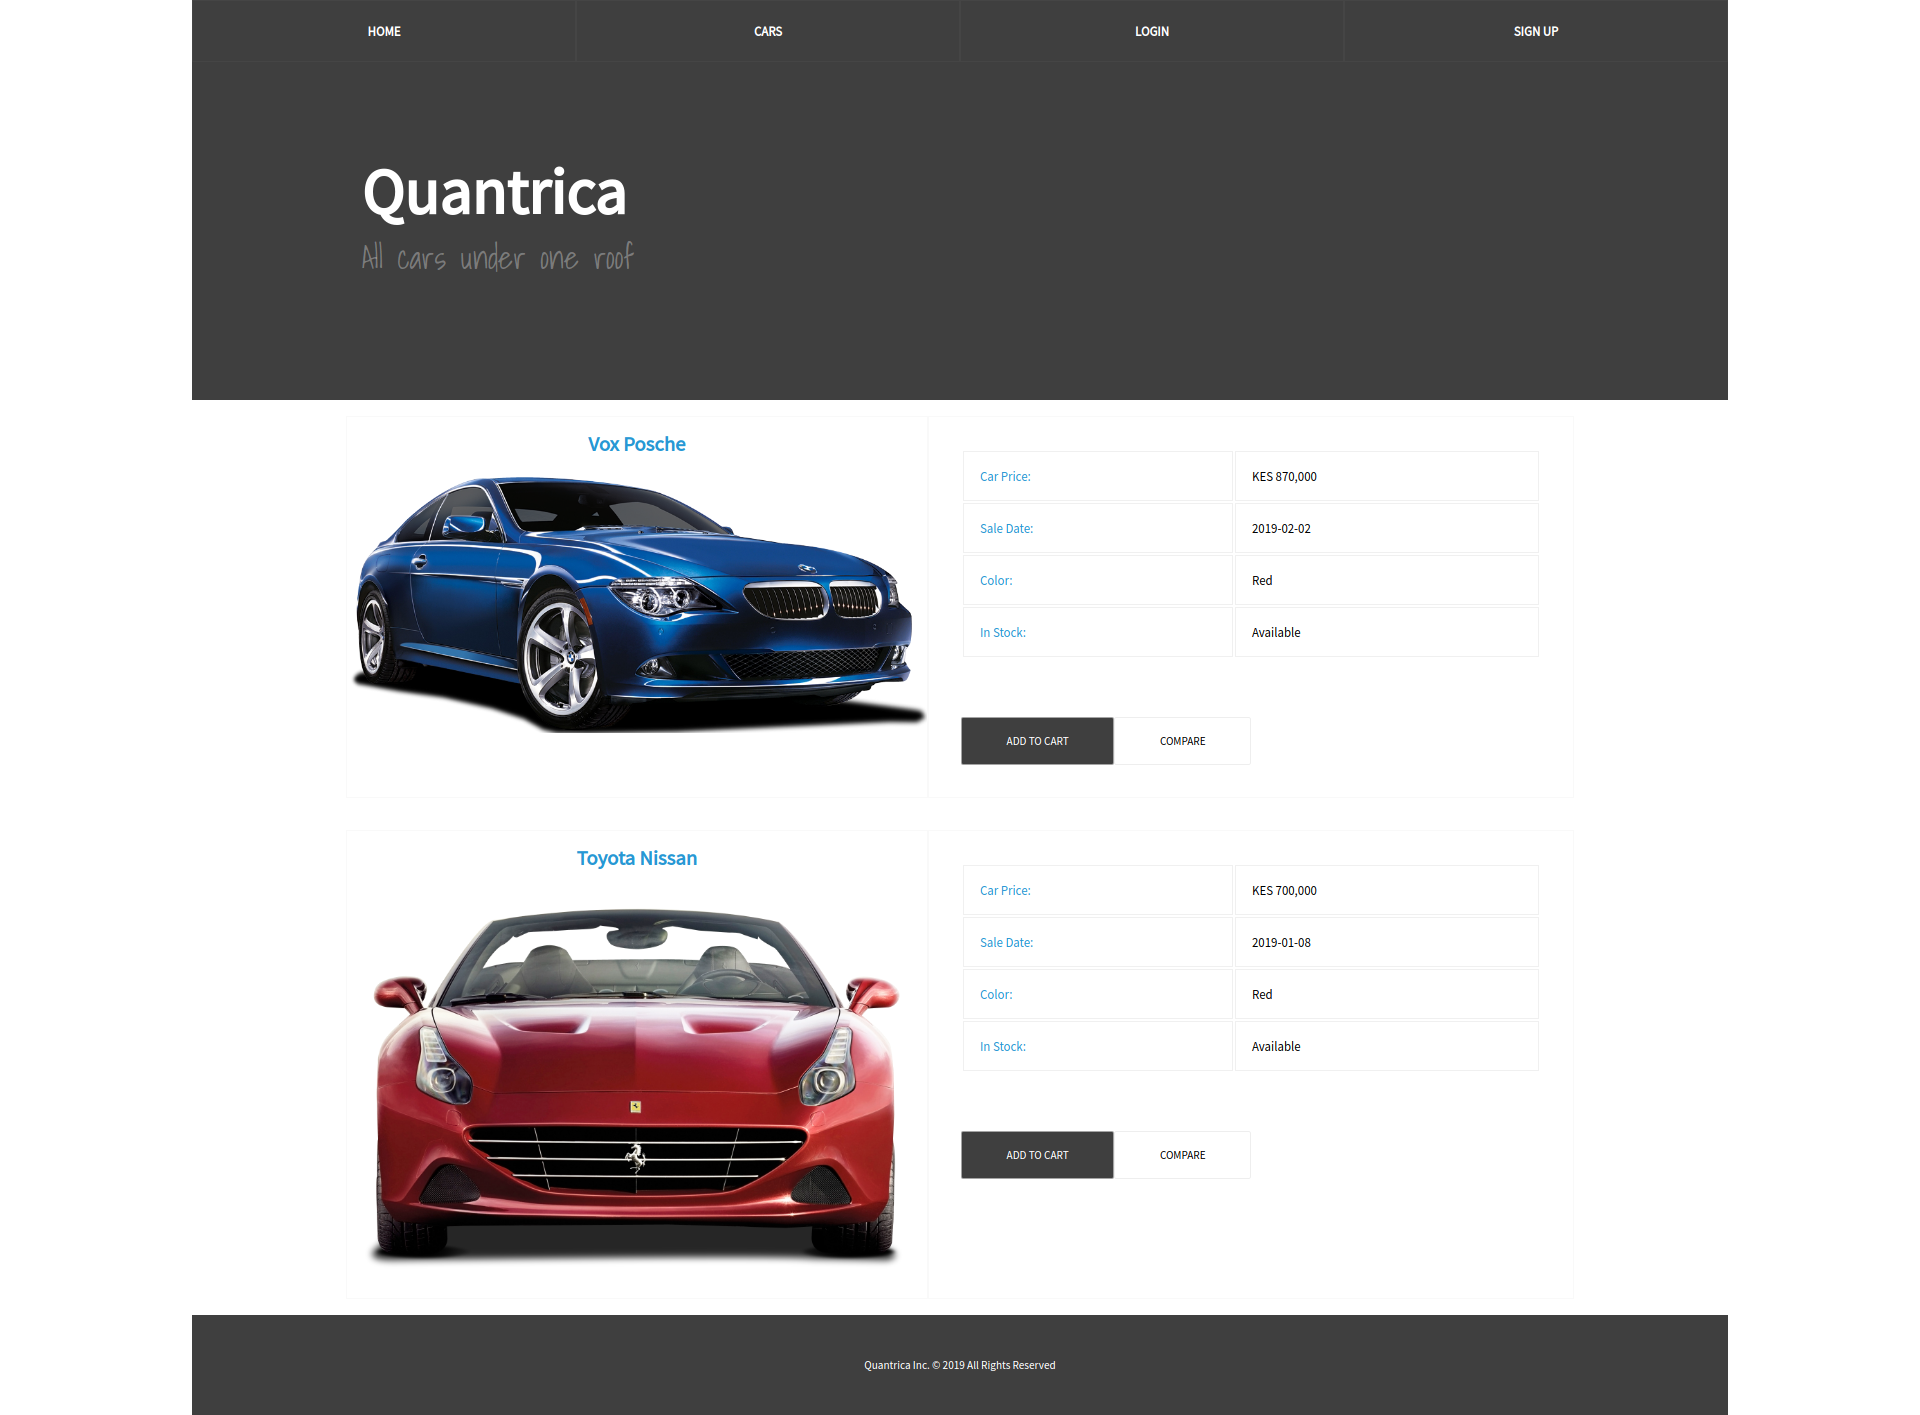 HOME CARS LOGIN SIGN UP
Quantrica
All cars under one roof
Vox Posche
Car Price: KES 870,000
Sale Date: 2019-02-02
Color: Red
In Stock: Available
ADD TO CART COMPARE
Toyota Nissan
Car Price: KES 700,000
Sale Date: 2019-01-08
Color: Red
In Stock: Available
ADD TO CART COMPARE
Quantrica Inc. © 2019 All Rights Reserved